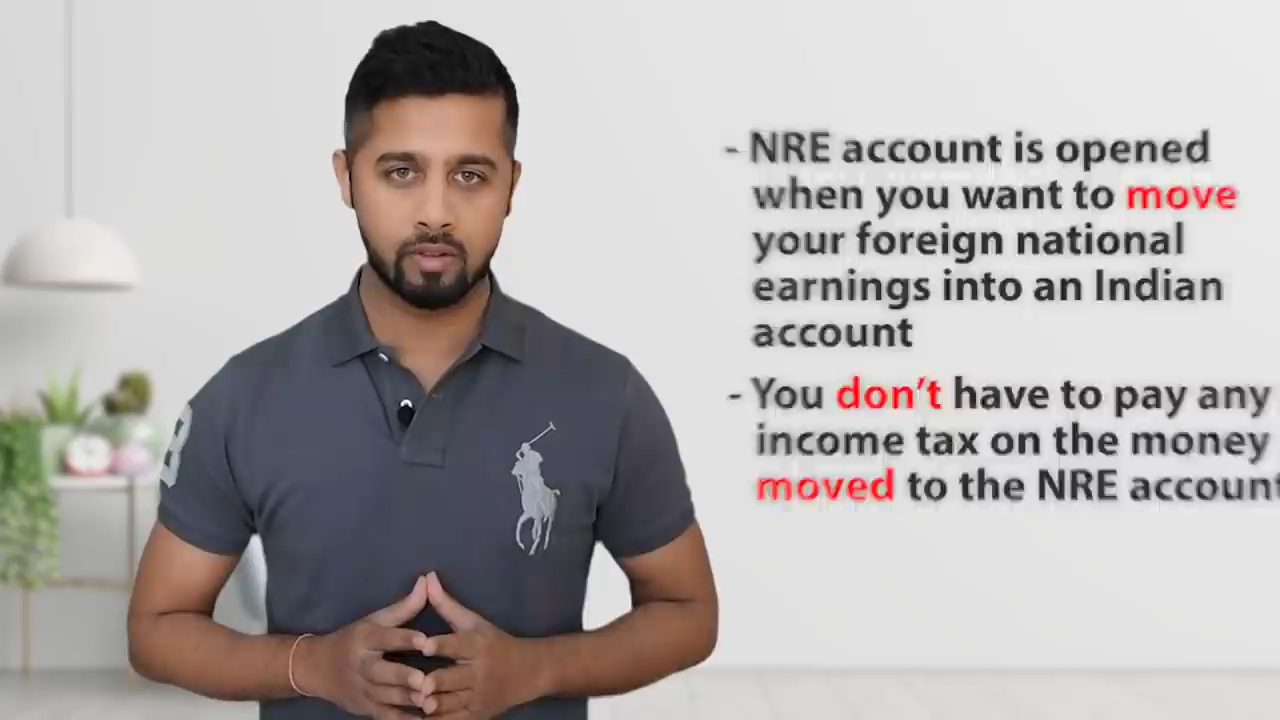 - NRE account is opened
when you want to move
your foreign national
earnings into an Indian
account
- You don't have to pay any
income tax on the money
moved to the NRE account
3